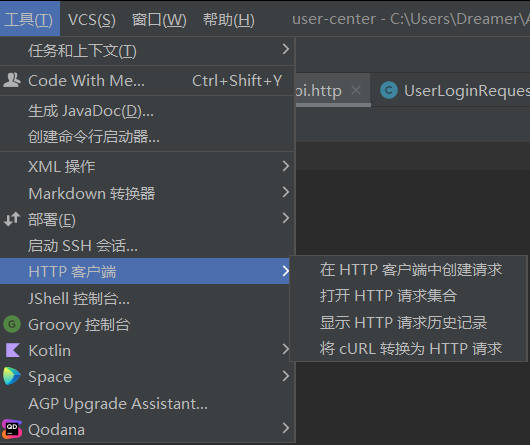 工具(T) VCS(S) 窗口(W) 帮助(H) user-center - C:\Users\Dreamer\
任务和上下文(T)
Code With Me... Ctrl+Shift+Y
pi.http UserLoginReques
生成 JavaDoc(D)...
创建命令行启动器...
XML 操作
Markdown 转换器
部署(E)
启动 SSH 会话...
HTTP 客户端
在 HTTP 客户端中创建请求
打开 HTTP 请求集合
显示 HTTP 请求历史记录
将 cURL 转换为 HTTP 请求
JShell 控制台...
Groovy 控制台
Kotlin
Space
AGP Upgrade Assistant...
Qodana